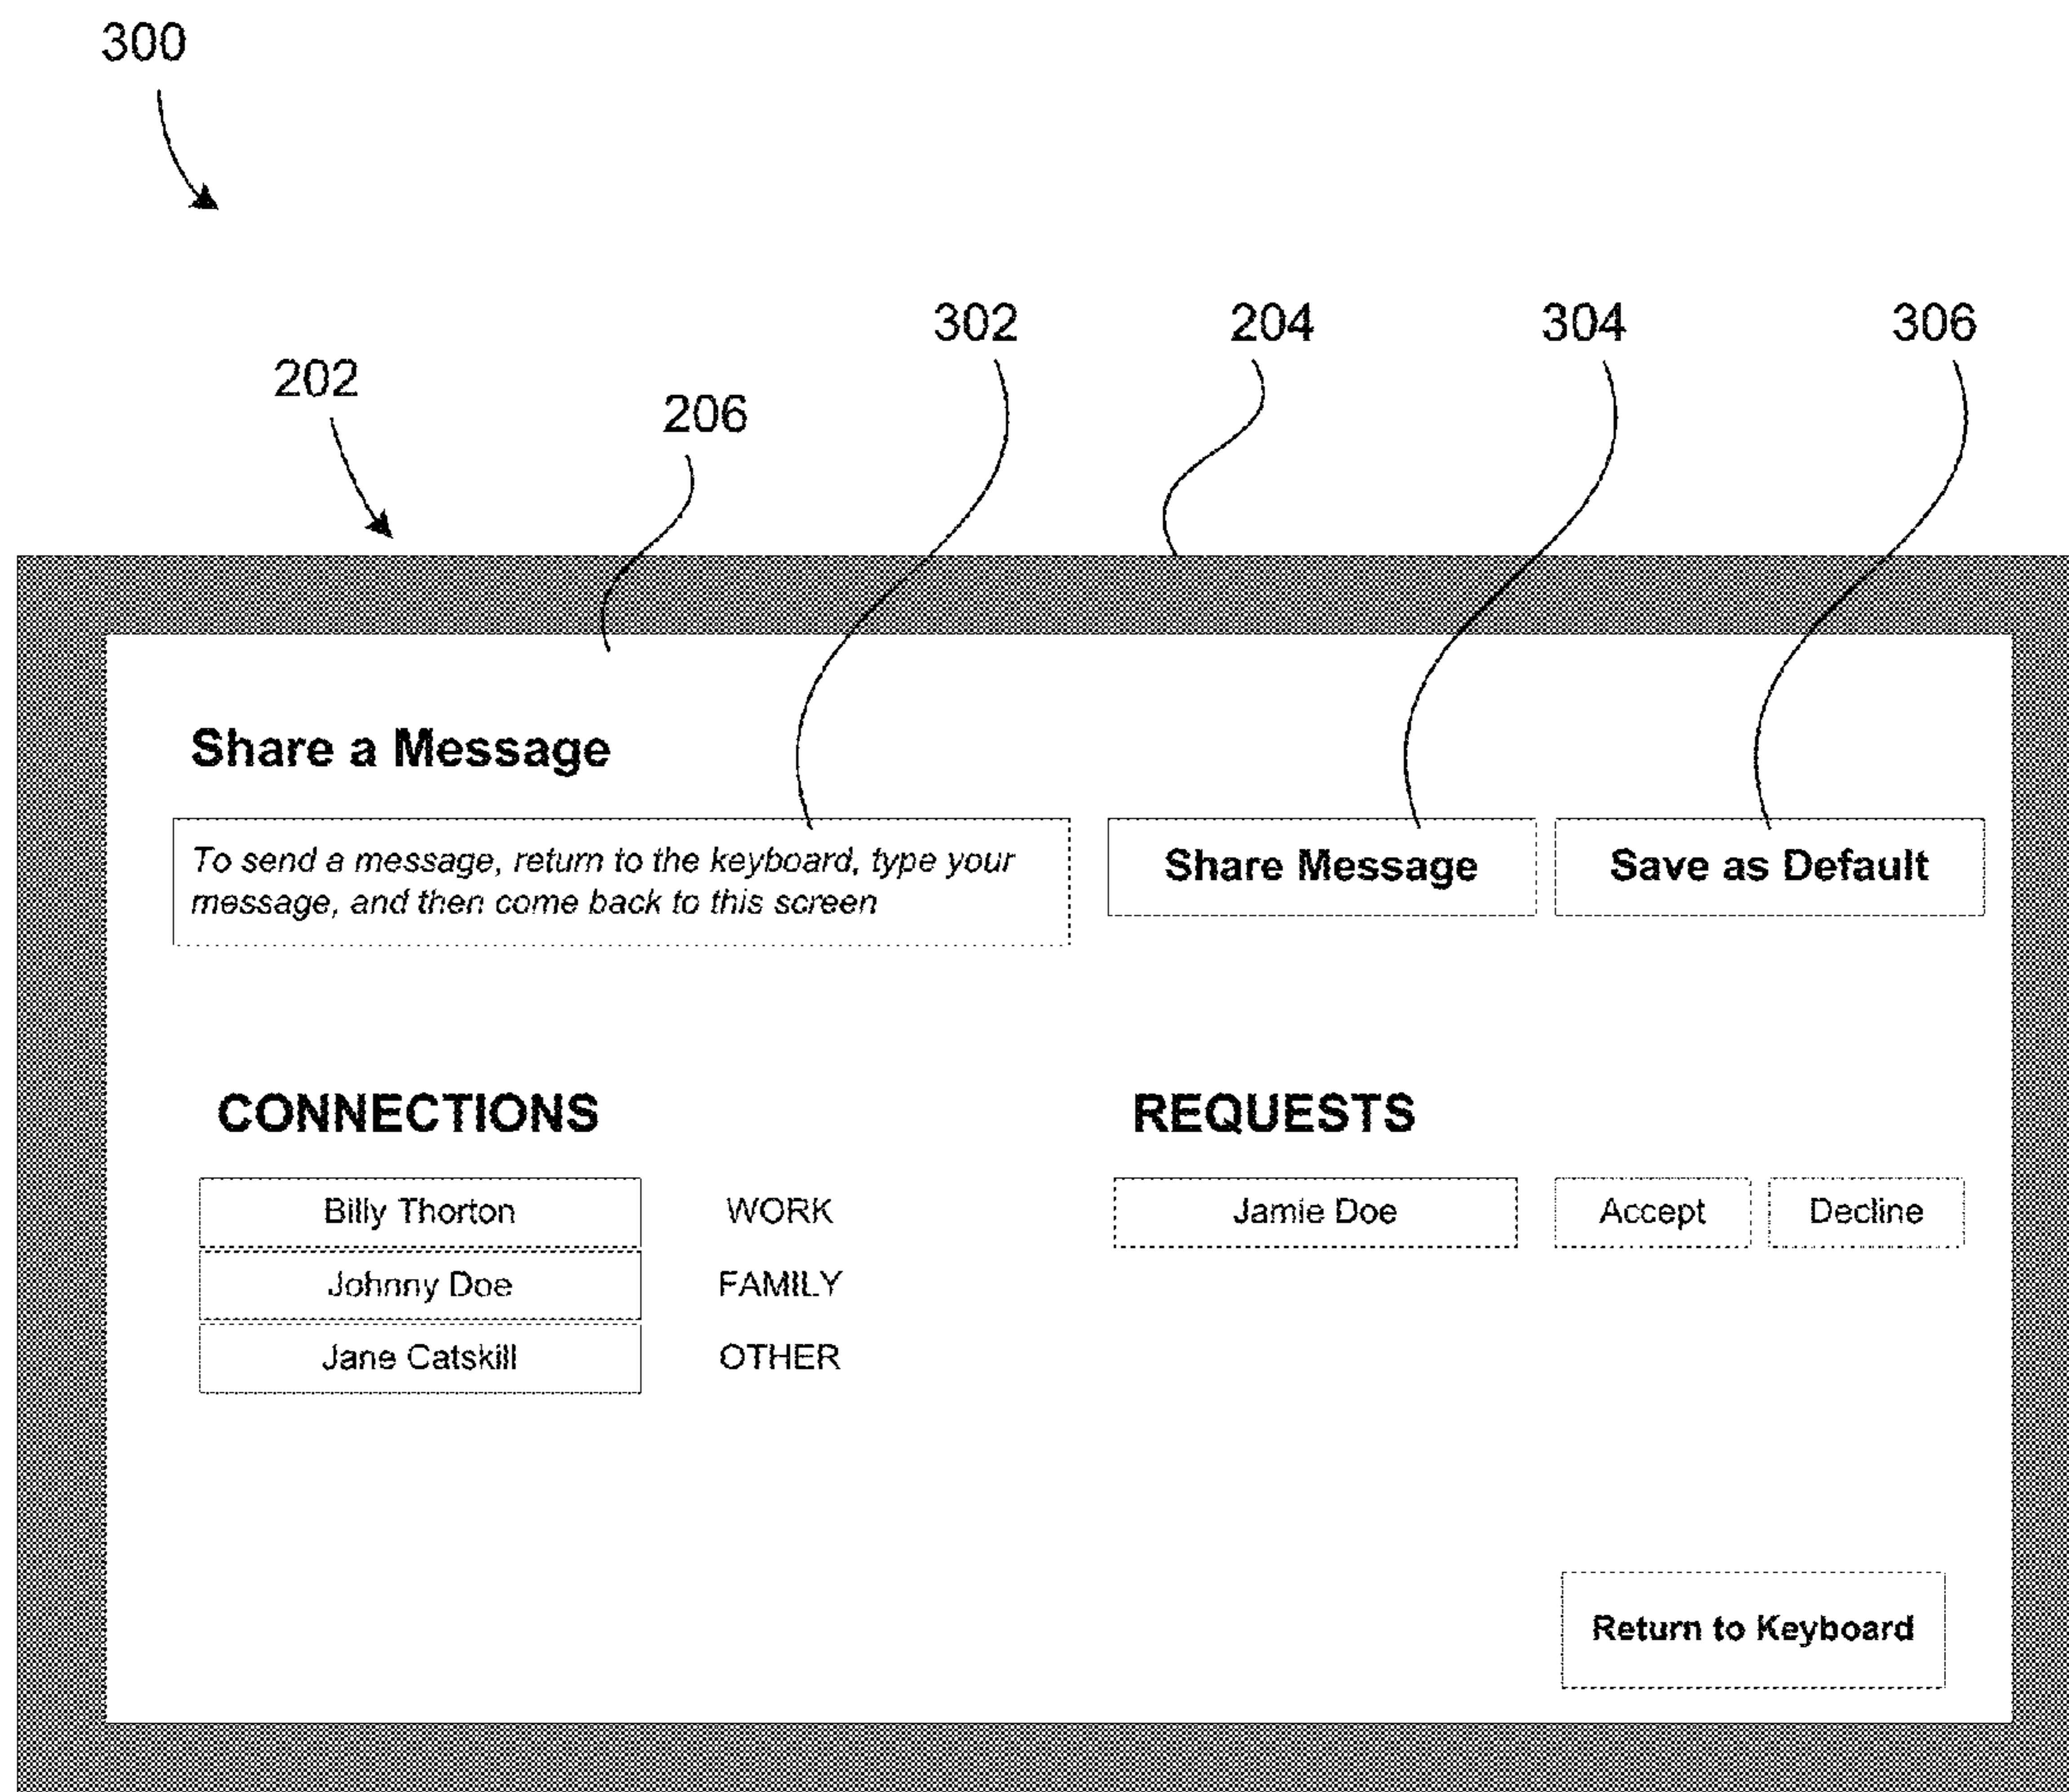 300
302
204
304
306
202
206
Share a Message
To send a message, return to the keyboard, type your
message, and then come back to this screen
Share Message
Save as Default
CONNECTIONS
REQUESTS
Billy Thorton
WORK
Jamie Doe
Accept
Decline
Johnny Doe
FAMILY
Jane Catskill
OTHER
Return to Keyboard